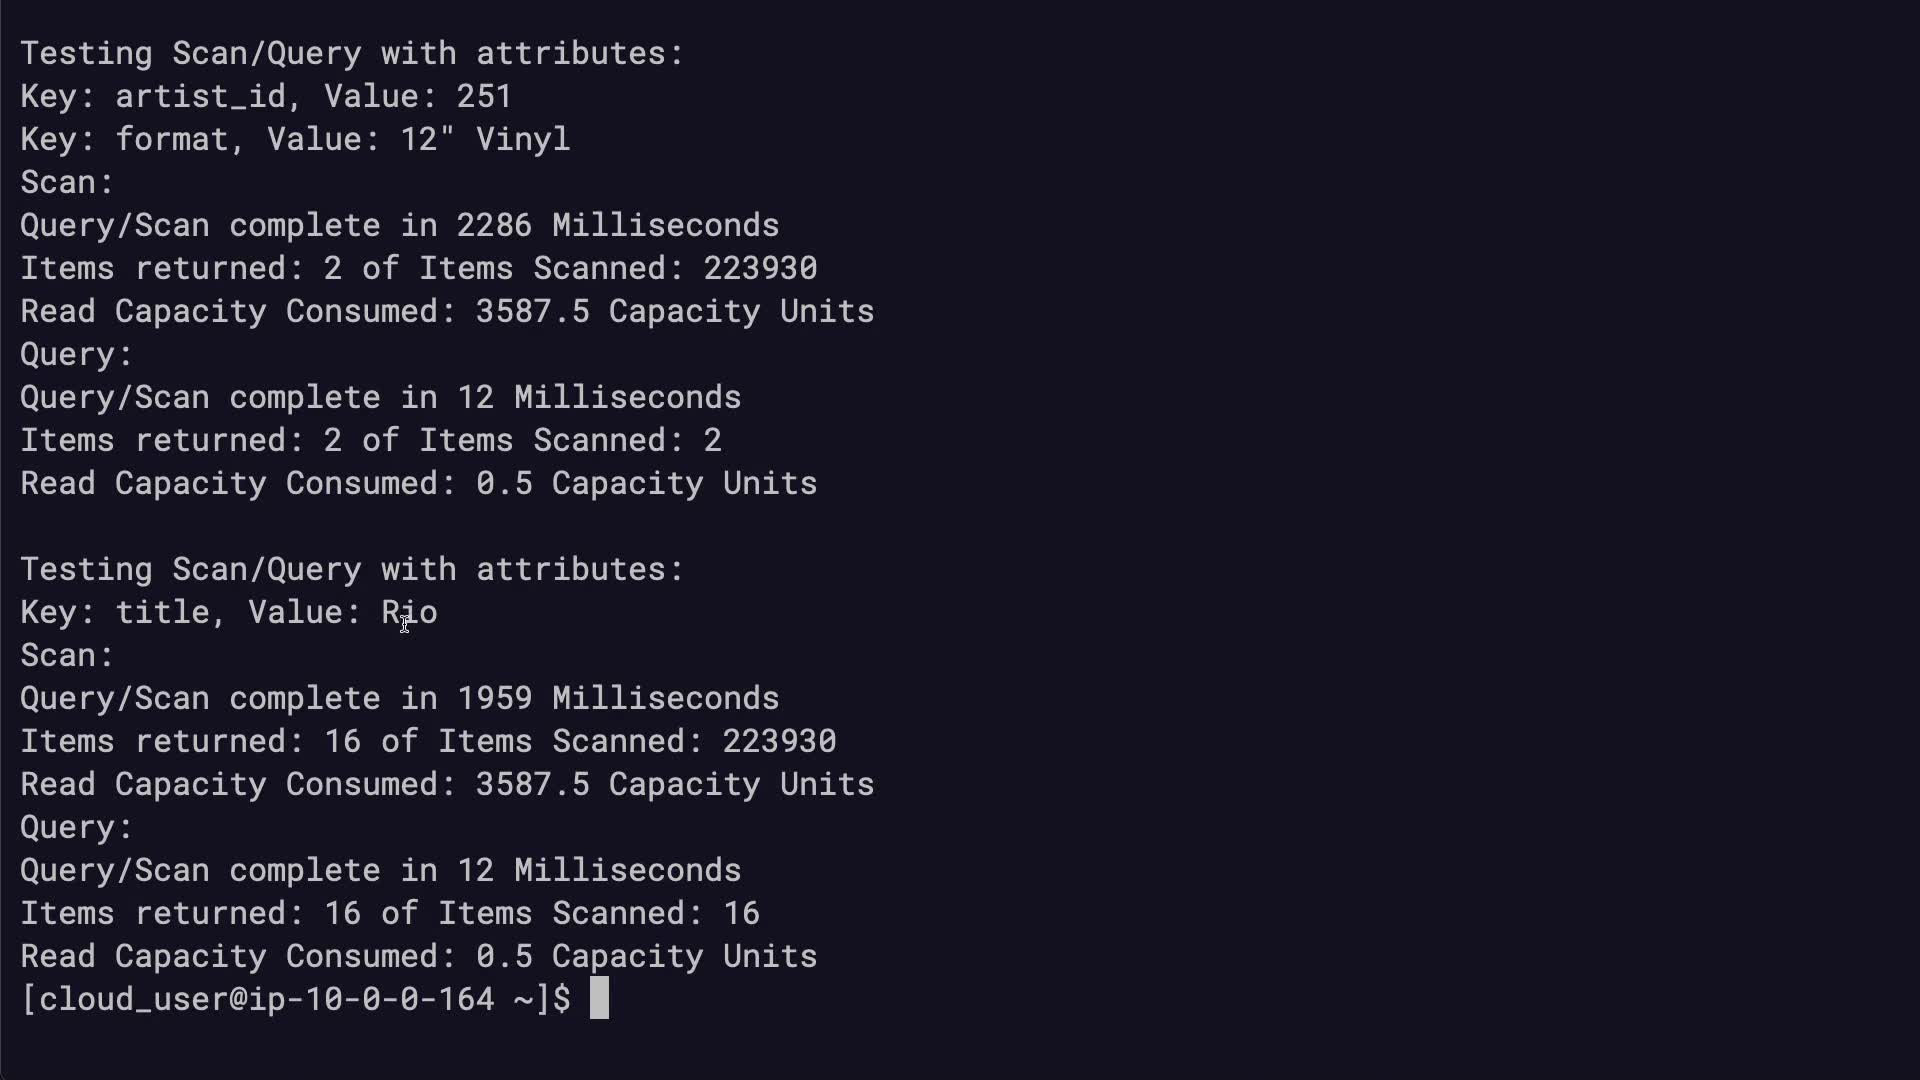 Testing Scan/Query with attributes:
Key: artist_id, Value: 251
Key: format, Value: 12" Vinyl
Scan:
Query/Scan complete in 2286 Milliseconds
Items returned: 2 of Items Scanned: 223930
Read Capacity Consumed: 3587.5 Capacity Units
Query:
Query/Scan complete in 12 Milliseconds
Items returned: 2 of Items Scanned: 2
Read Capacity Consumed: 0.5 Capacity Units
Testing Scan/Query with attributes:
Key: title, Value: Rio
Scan:
Query/Scan complete in 1959 Milliseconds
Items returned: 16 of Items Scanned: 223930
Read Capacity Consumed: 3587.5 Capacity Units
Query:
Query/Scan complete in 12 Milliseconds
Items returned: 16 of Items Scanned: 16
Read Capacity Consumed: 0.5 Capacity Units
[cloud_user@ip-10-0-0-164 ~]$